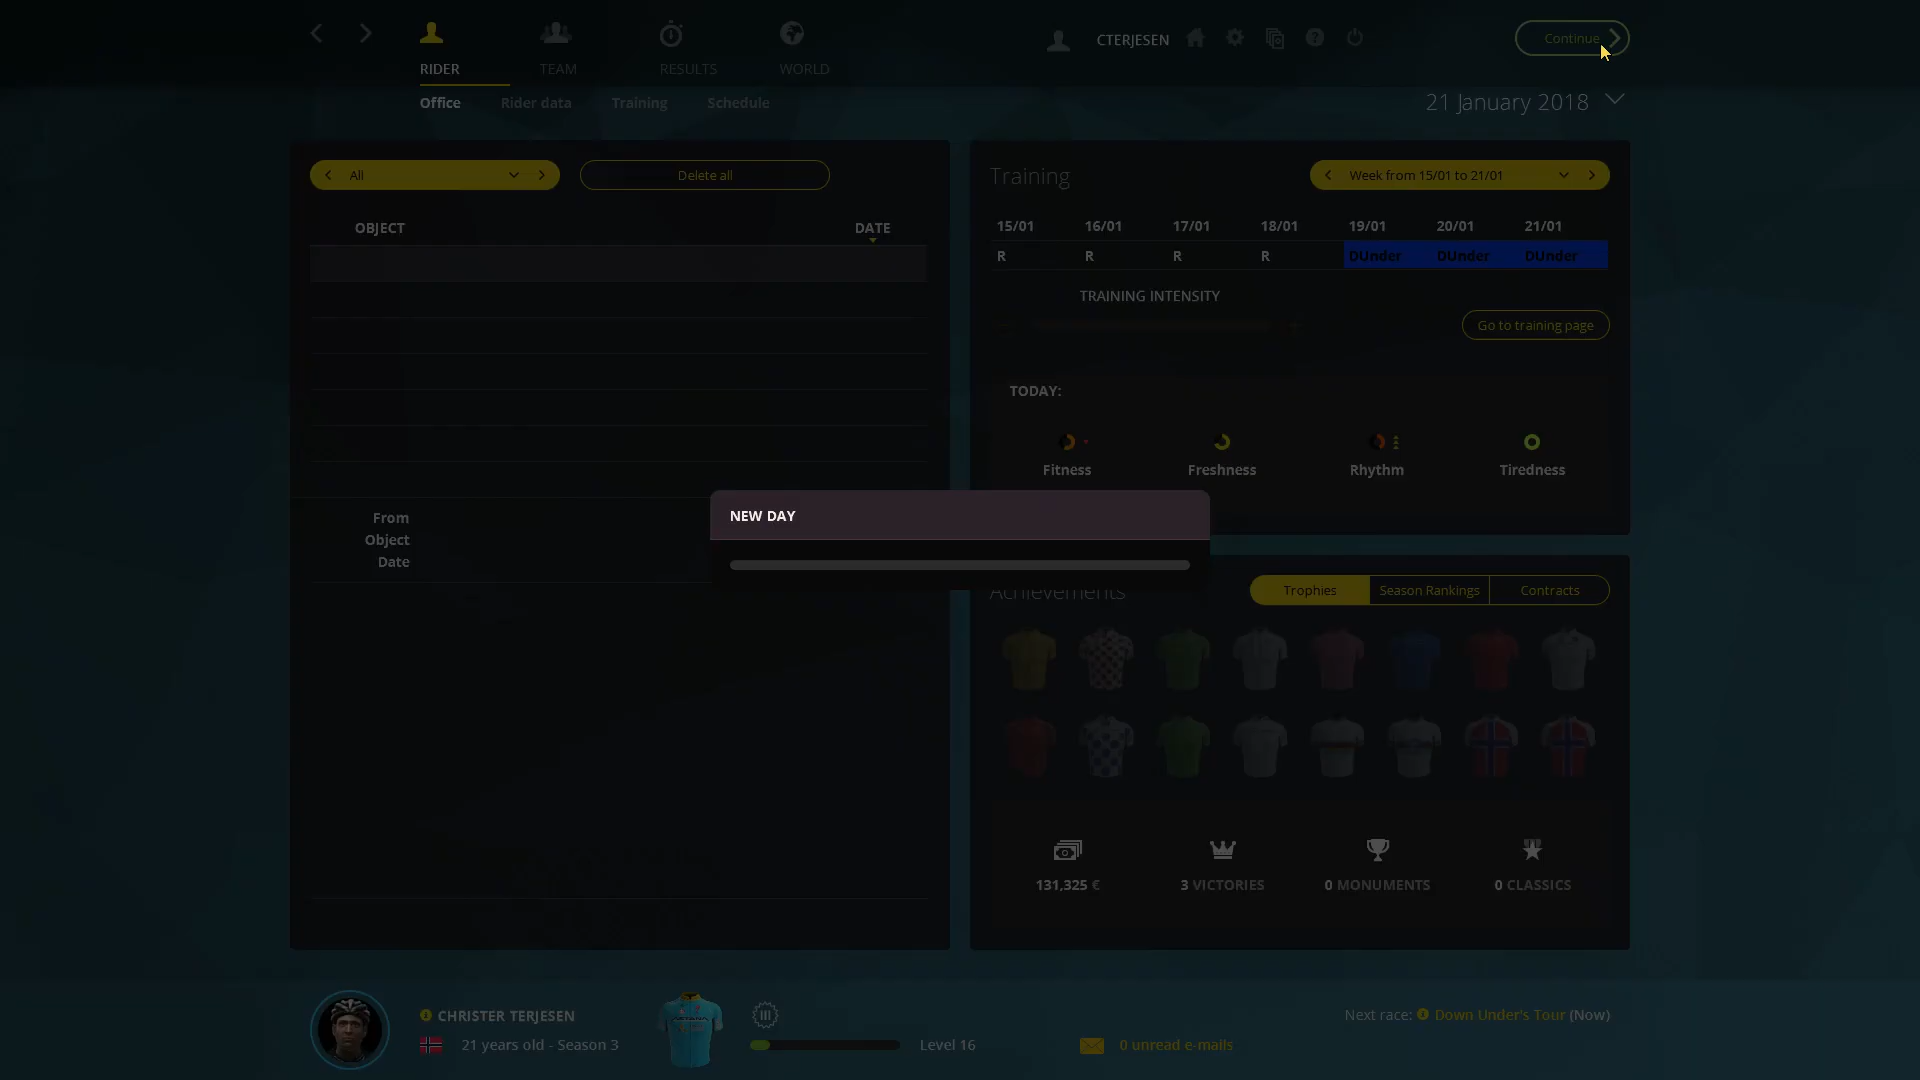 CTERJESEN
Continue
RIDER
TEAM
RESULTS
WORLD
Office
Rider data
Training
Schedule
21 January 2018
All
Delete all
OBJECT
DATE
From
Object
Date
Training
Week from 15/01 to 21/01
15/01 16/01 17/01 18/01 19/01 20/01 21/01
R R R R DUnder DUnder DUnder
TRAINING INTENSITY
Go to training page
TODAY:
Fitness
Freshness
Rhythm
Tiredness
NEW DAY
Achievements
Trophies
Season Rankings
Contracts
131,325 €
3 VICTORIES
0 MONUMENTS
0 CLASSICS
CHRISTER TERJESEN
21 years old - Season 3
III
Level 16
Next race: Down Under's Tour (Now)
0 unread e-mails